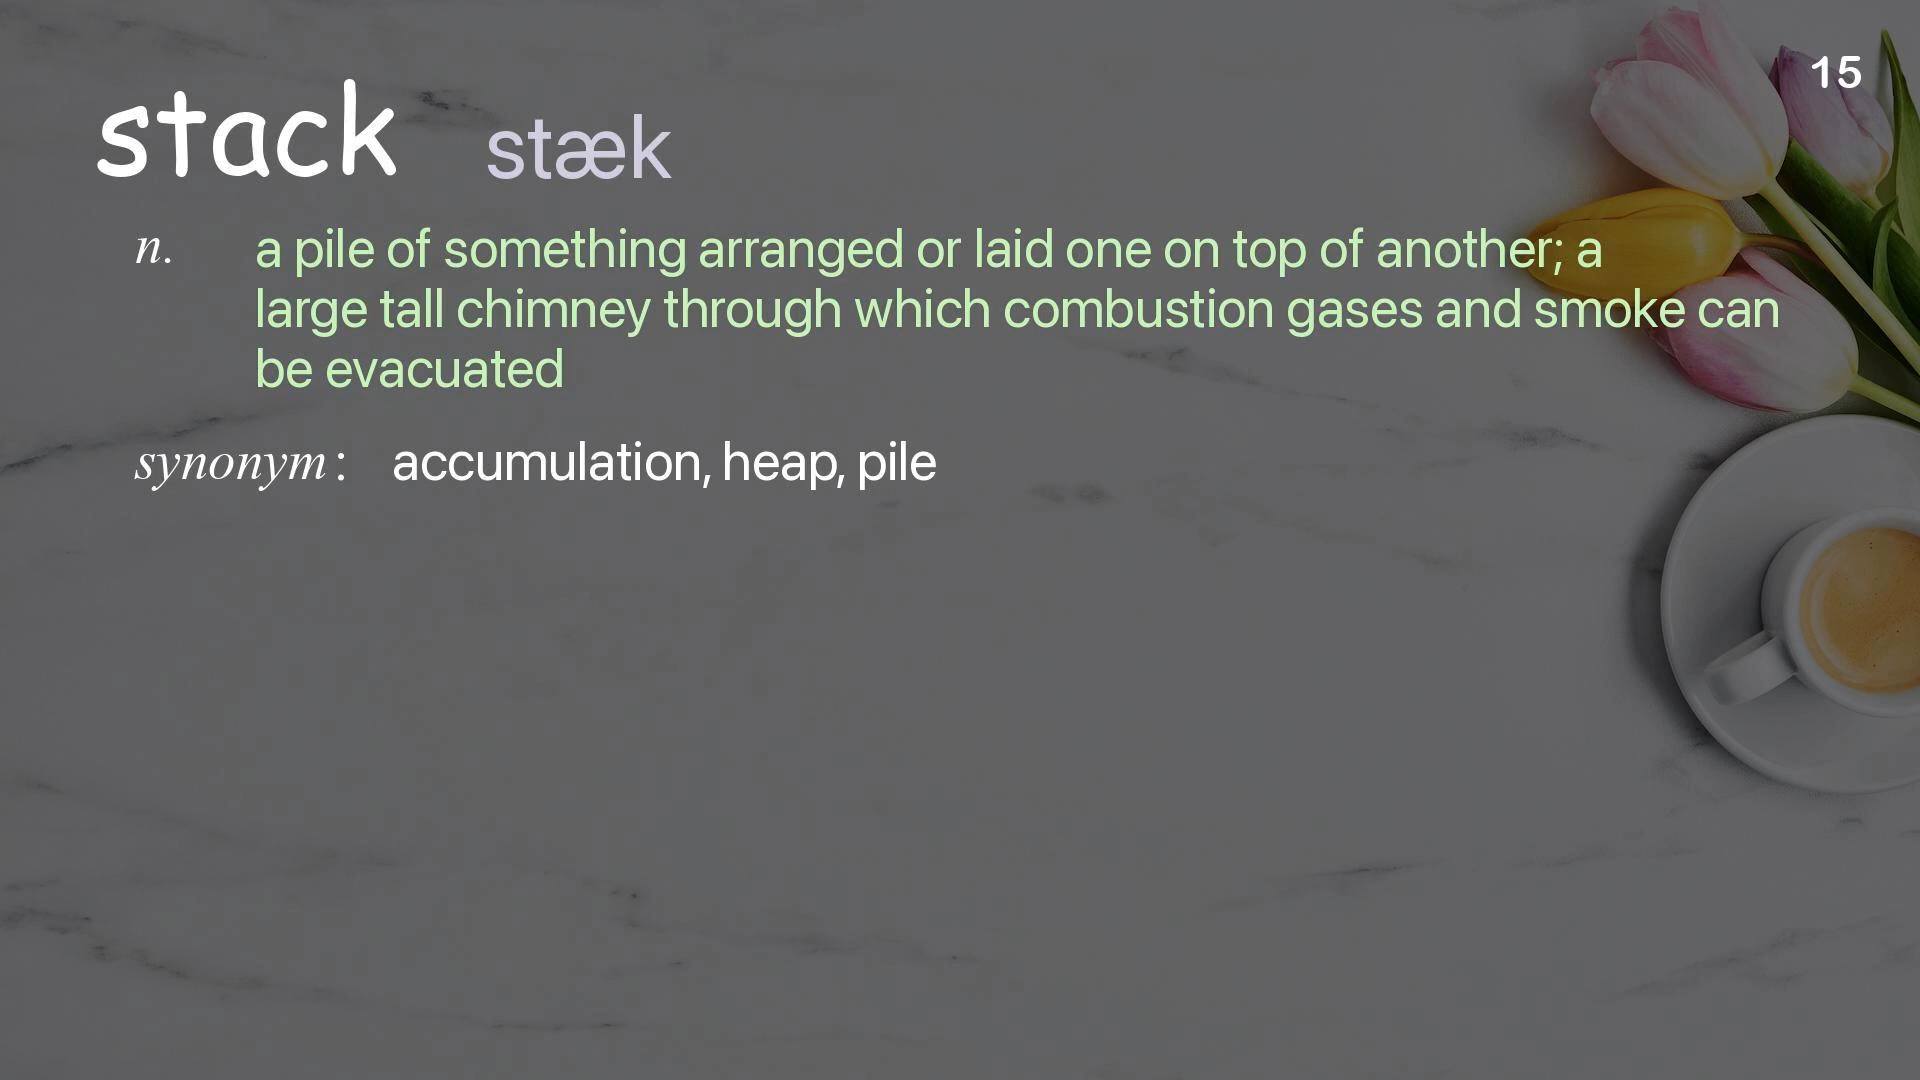 15
stack stæk
n. a pile of something arranged or laid one on top of another; a
large tall chimney through which combustion gases and smoke can
be evacuated
synonym: accumulation, heap, pile